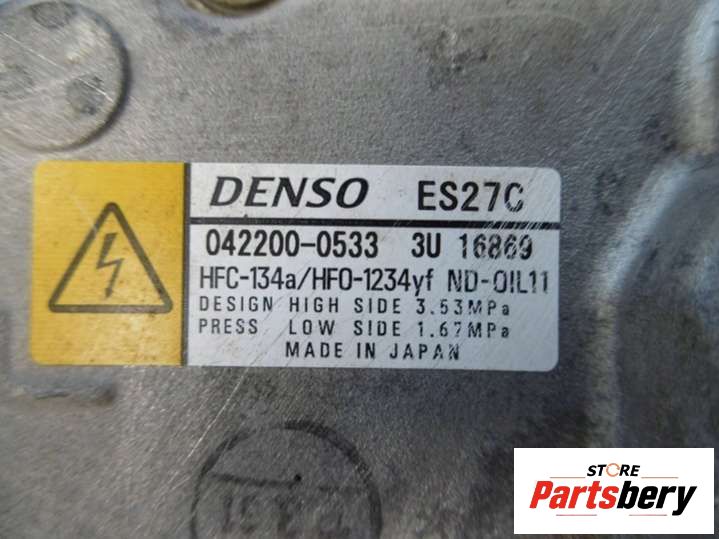 DENSO ES27C
042200-0533 3U 16869
HFC-134a/HFO-1234yf ND-OIL11
DESIGN HIGH SIDE 3.53MPa
PRESS LOW SIDE 1.67MPa
MADE IN JAPAN
STORE
Partsbery